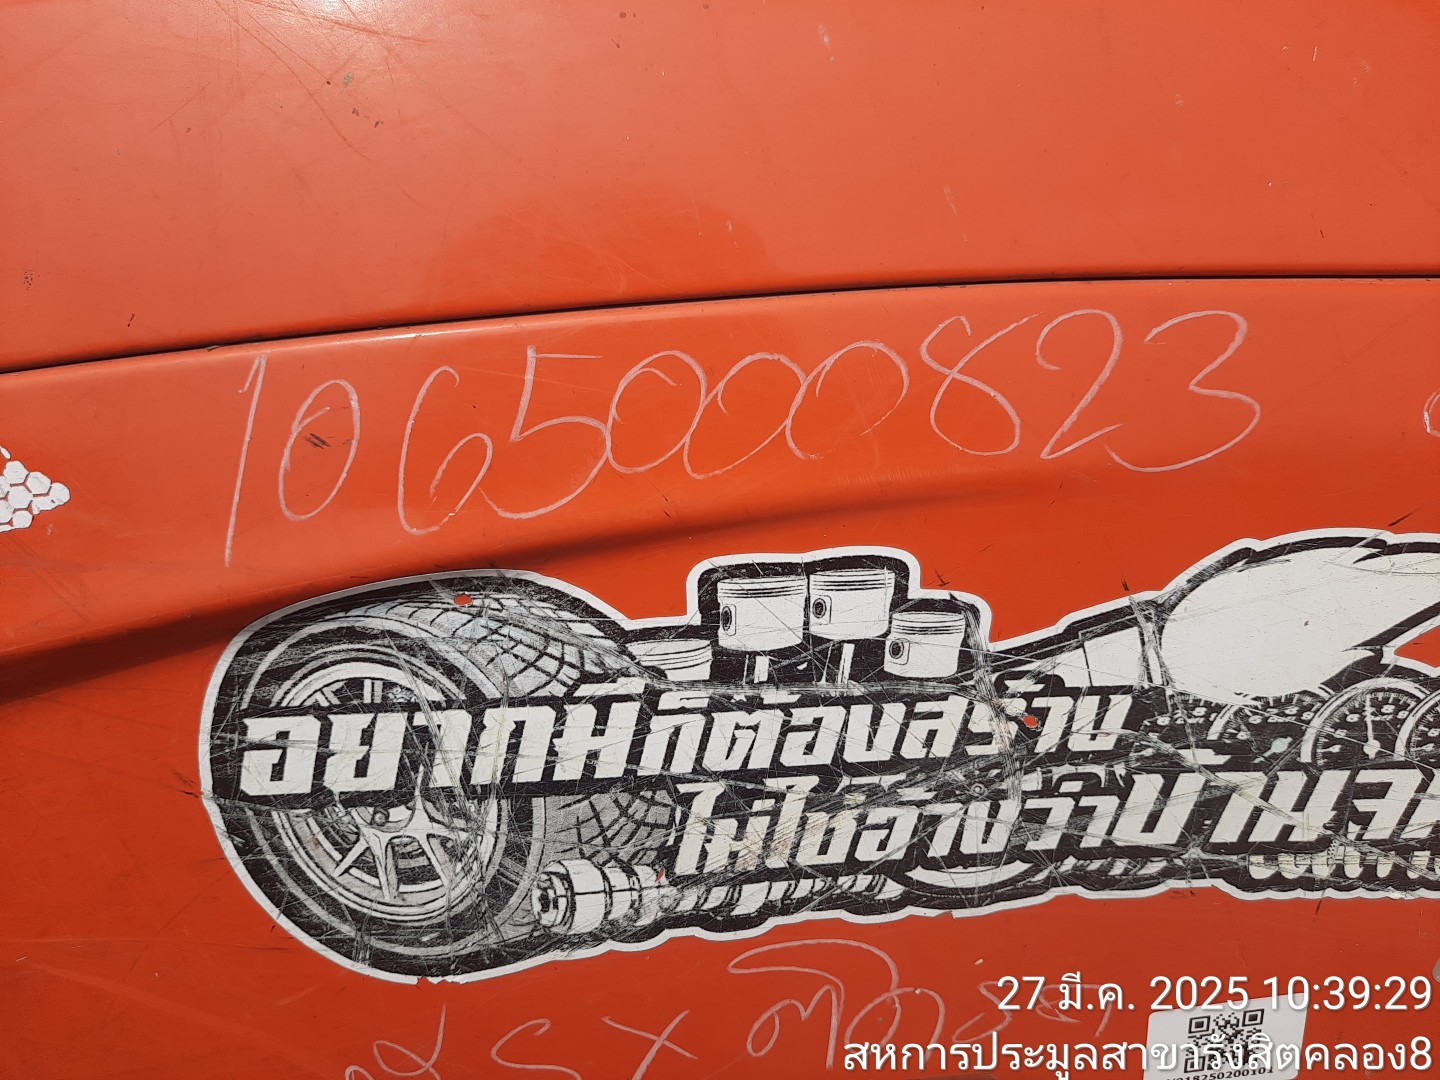 1065000823
อยากมีก็ต้องสร้าง
ไม่ใช่อ้างว่าบ้านจน
27 มี.ค. 2025 10:39:29
สหการประมูลสาขารังสิตคลอง8